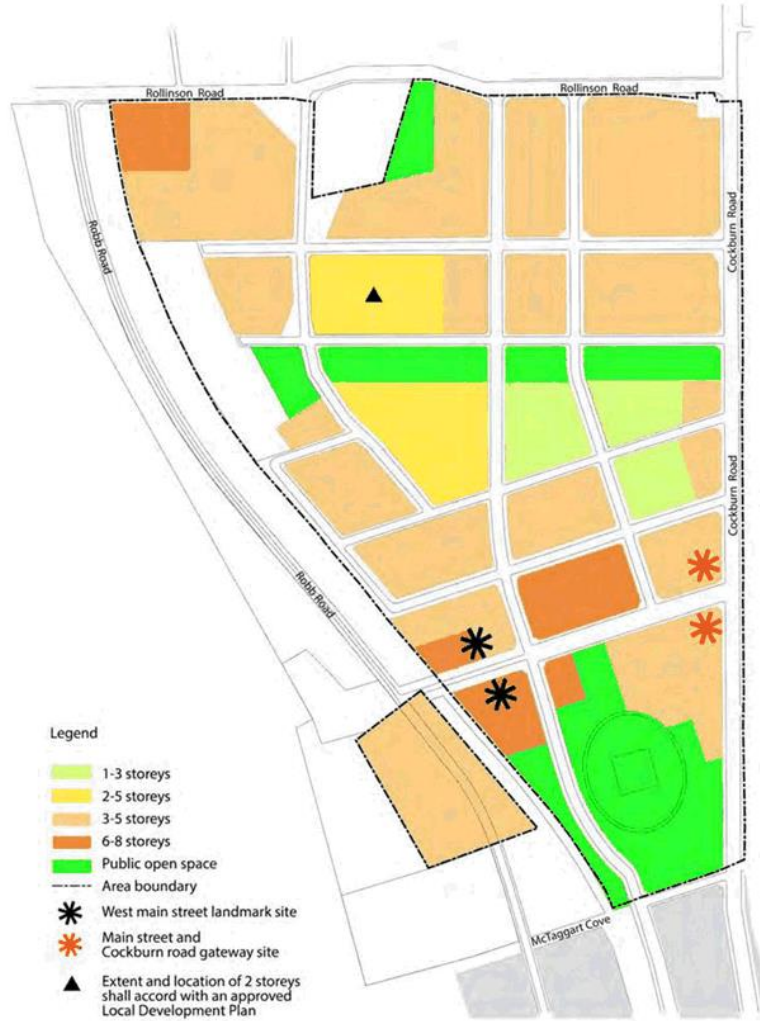 Rollinson Road
Rollinson Road
Cockburn Road
Robb Road
Cockburn Road
Robb Road
Legend
1-3 storeys
2-5 storeys
3-5 storeys
6-8 storeys
Public open space
Area boundary
West main street landmark site
Main street and
Cockburn road gateway site
Extent and location of 2 storeys
shall accord with an approved
Local Development Plan
McTaggart Cove